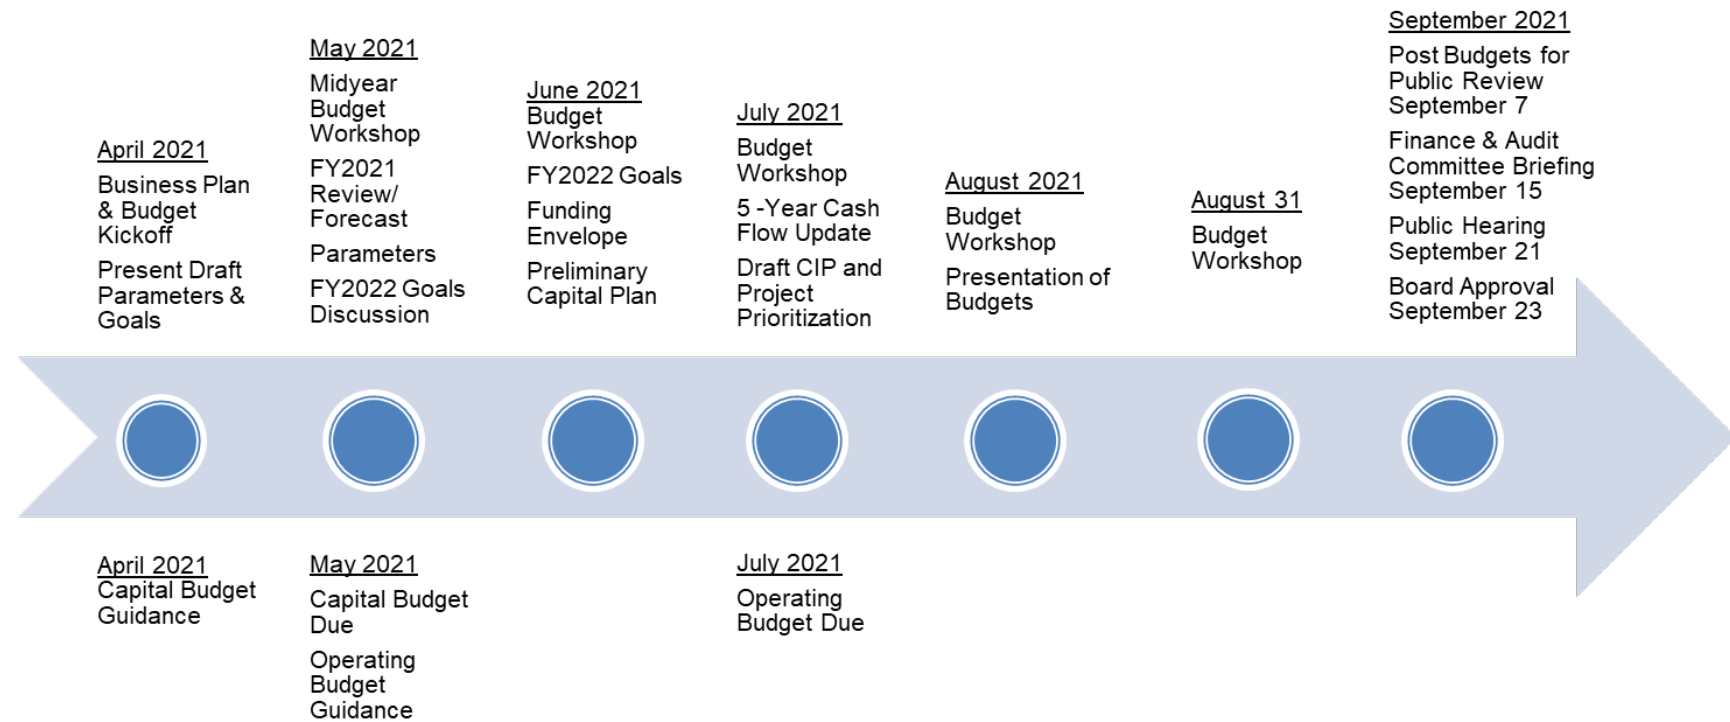 April 2021
Business Plan
& Budget
Kickoff
Present Draft
Parameters &
Goals
May 2021
Midyear
Budget
Workshop
FY2021
Review/
Forecast
Parameters
FY2022 Goals
Discussion
June 2021
Budget
Workshop
FY2022 Goals
Funding
Envelope
Preliminary
Capital Plan
July 2021
Budget
Workshop
5 -Year Cash
Flow Update
Draft CIP and
Project
Prioritization
August 2021
Budget
Workshop
Presentation of
Budgets
August 31
Budget
Workshop
September 2021
Post Budgets for
Public Review
September 7
Finance & Audit
Committee Briefing
September 15
Public Hearing
September 21
Board Approval
September 23
April 2021
Capital Budget
Guidance
May 2021
Capital Budget
Due
Operating
Budget
Guidance
July 2021
Operating
Budget Due